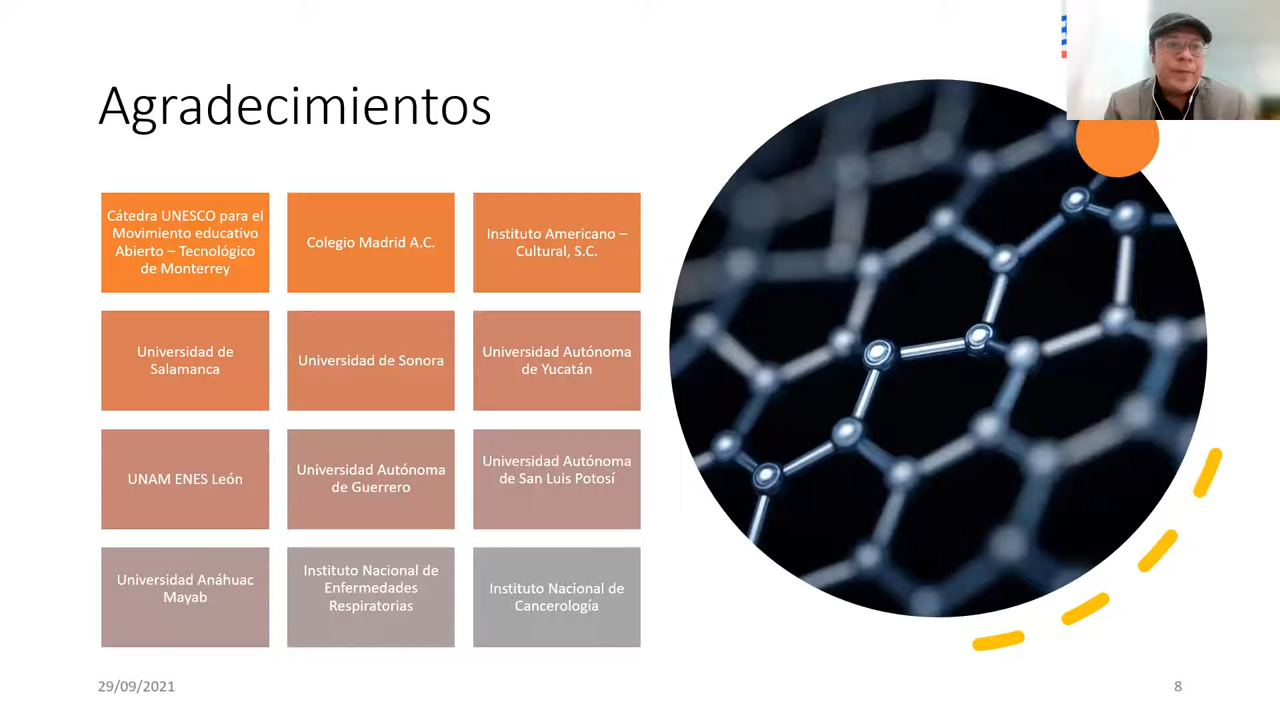 Agradecimientos
Cátedra UNESCO para el
Movimiento educativo
Abierto – Tecnológico
de Monterrey
Colegio Madrid A.C.
Instituto Americano –
Cultural, S.C.
Universidad de
Salamanca
Universidad de Sonora
Universidad Autónoma
de Yucatán
UNAM ENES León
Universidad Autónoma
de Guerrero
Universidad Autónoma
de San Luis Potosí
Universidad Anáhuac
Mayab
Instituto Nacional de
Enfermedades
Respiratorias
Instituto Nacional de
Cancerología
29/09/2021
8